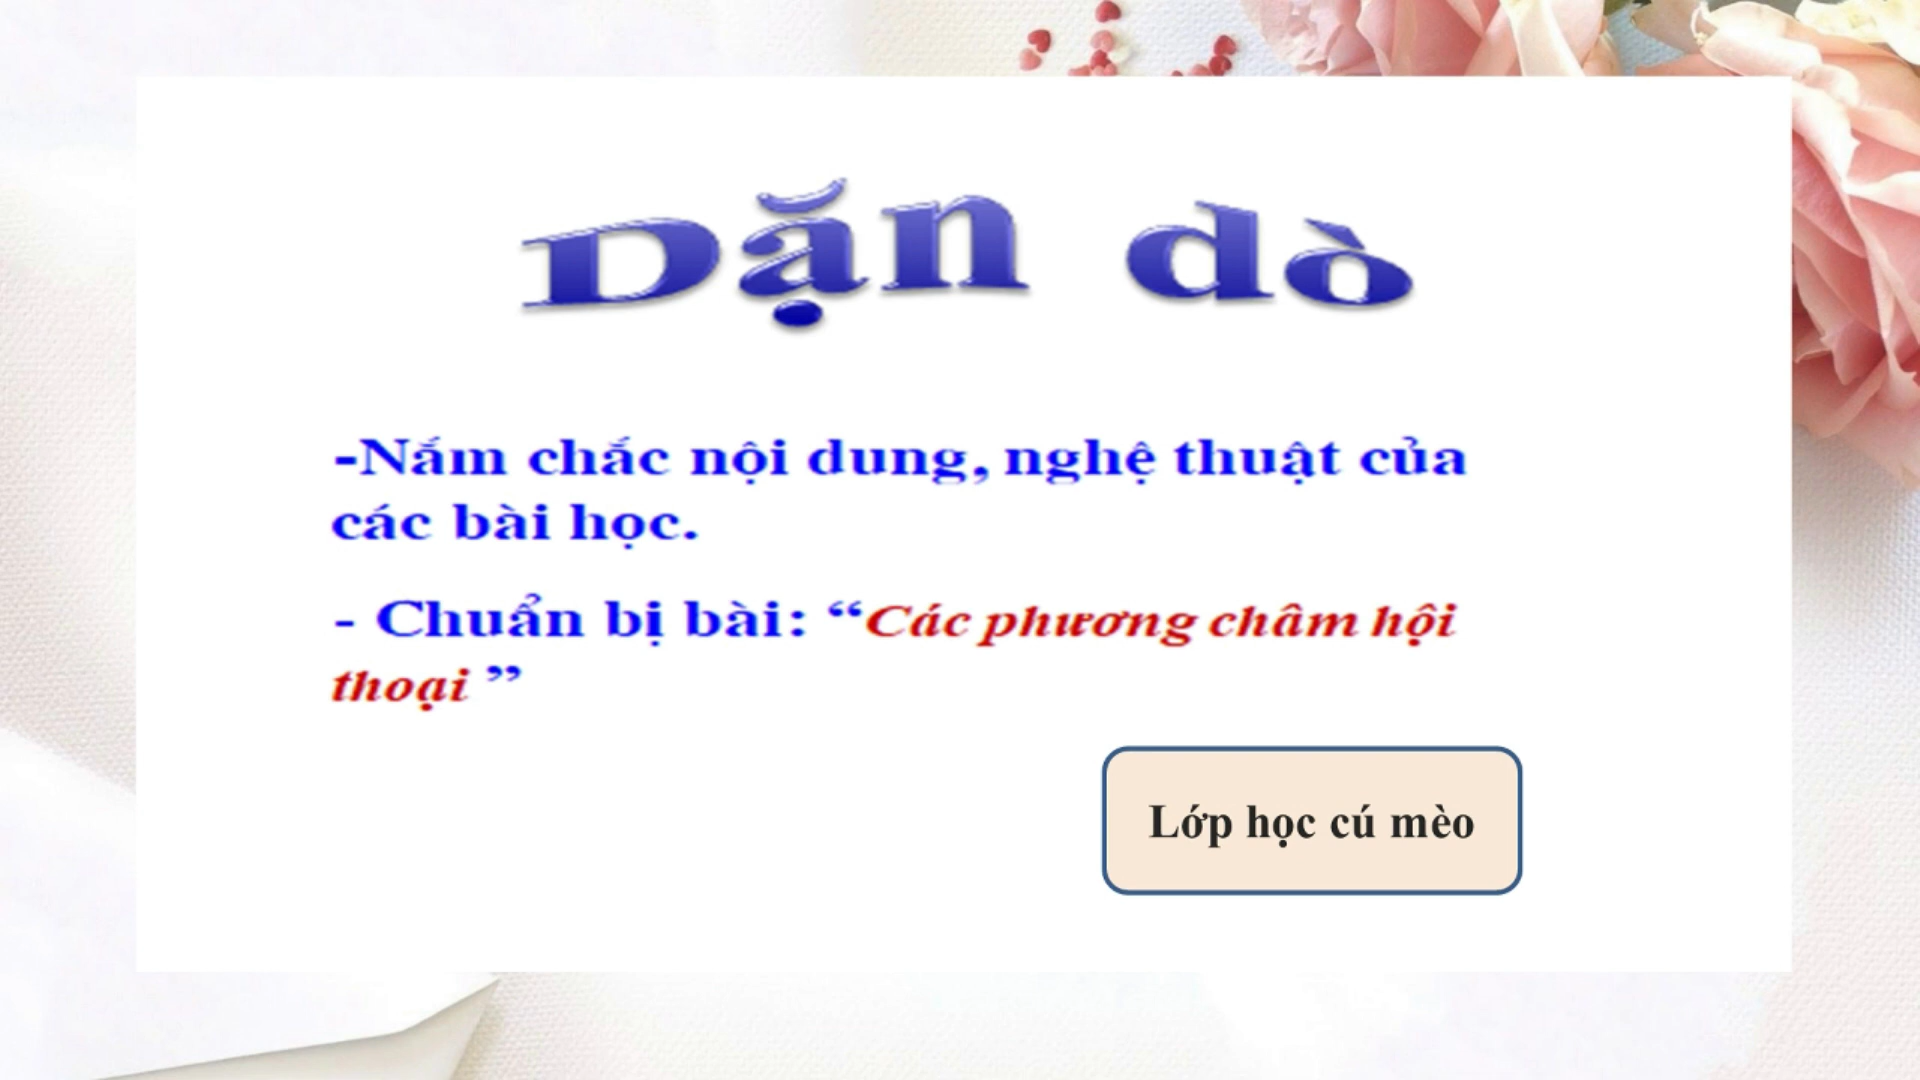 Dặn dò
-Nắm chắc nội dung, nghệ thuật của
các bài học.
- Chuẩn bị bài: “Các phương châm hội
thoại ”
Lớp học cú mèo